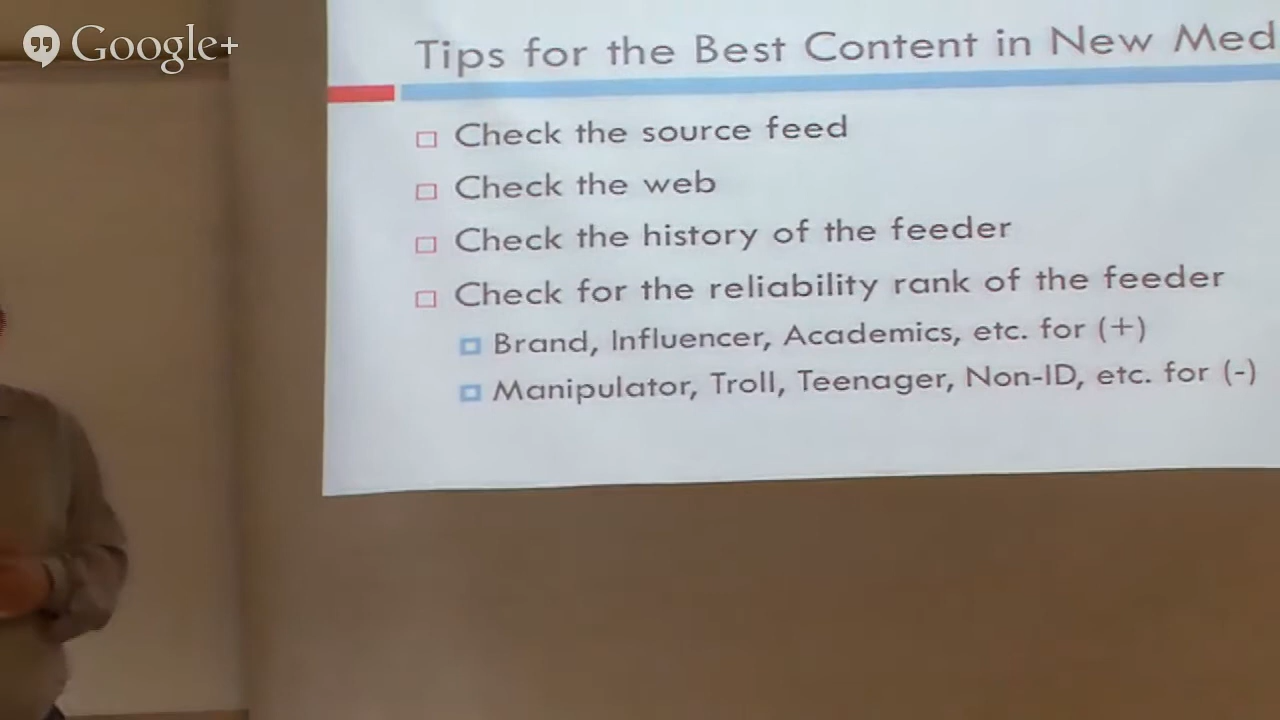 Google+
Tips for the Best Content in New Med
Check the source feed
Check the web
Check the history of the feeder
Check for the reliability rank of the feeder
Brand, Influencer, Academics, etc. for (+)
Manipulator, Troll, Teenager, Non-ID, etc. for (-)